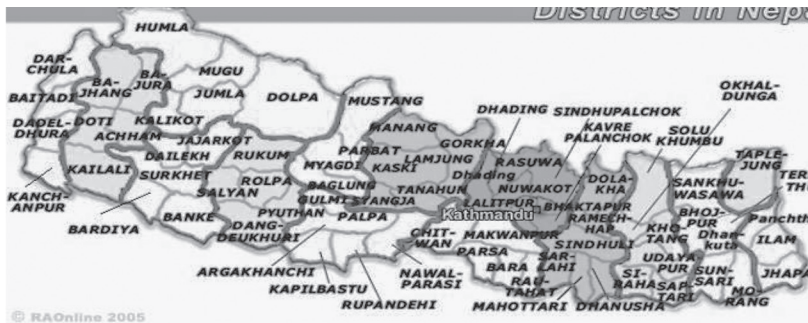 Districts in Nep
HUMLA
DAR-
CHULA
BA-
JHANG
BA-
JURA
MUGU
JUMLA
DOLPA
MUSTANG
BAITADI
DADEL-
DHURA
DOTI
KALIKOT
ACHHAM
JAJARKOT
DAILEKH
RUKUM
KAILALI
SURKHET
KANCH-
ANPUR
BARDIYA
BANKE
SALYAN
ROLPA
PYUTHAN
DANG-
DEUKHURI
MYAGDI
BAGLUNG
GULMI
PARBAT
MANANG
KASKI
LAMJUNG
GORKHA
TANAHUN
STANGJA
PALPA
ARGAKHANCHI
KAPILBASTU
RUPANDEHI
NAWAL-
PARASI
CHIT-
WAN
DHADING
Dhading
SINDHUPALCHOK
KAVRE
PALANCHOK
RASUWA
NUWAKOT
LALITPUR
Kathmandu
BHAKTAPUR
DOLA-
KHA
RAMECH-
HAP
MAKWANPUR
PARSA
BARA
RAU-
TAHAT
SAR-
LAHI
MAHOTTARI
SINDHULI
DHANUSHA
OKHAL-
DUNGA
SOLU
KHUMBU
KHO-
TANG
UDAYA
PUR
SI-
RAHA
SAP-
TARI
SANKHU-
WASAWA
BHOJ-
PUR
Dhan-
kuta
SUN-
SARI
MO-
RANG
TAPLE-
JUNG
TER
TH
Panchth
ILAM
JHAPA
© RAOnline 2005